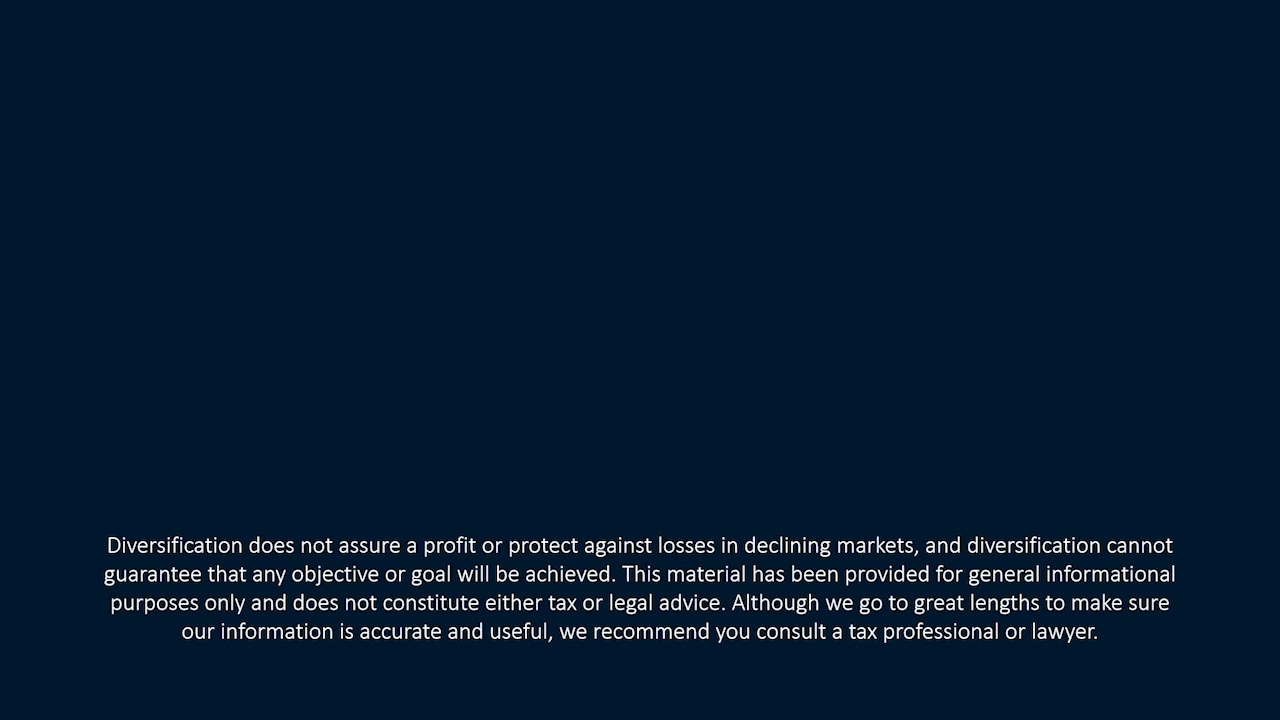 Diversification does not assure a profit or protect against losses in declining markets, and diversification cannot
guarantee that any objective or goal will be achieved. This material has been provided for general informational
purposes only and does not constitute either tax or legal advice. Although we go to great lengths to make sure
our information is accurate and useful, we recommend you consult a tax professional or lawyer.